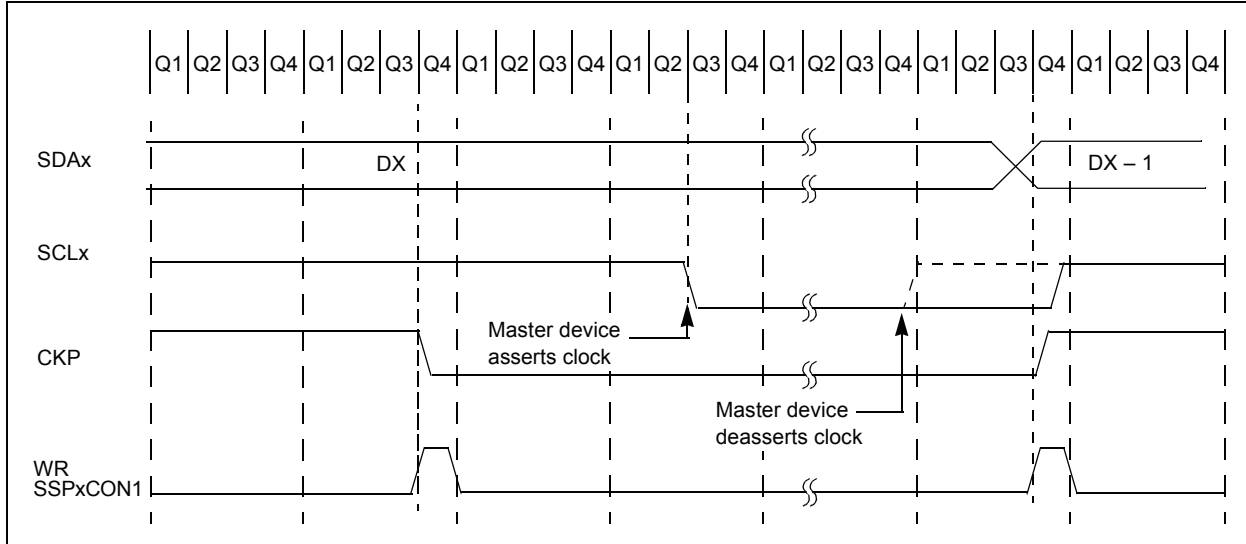 Q1 Q2 Q3 Q4 Q1 Q2 Q3 Q4 Q1 Q2 Q3 Q4 Q1 Q2 Q3 Q4 Q1 Q2 Q3 Q4 Q1 Q2 Q3 Q4 Q1 Q2 Q3 Q4
SDAx
DX
DX – 1
SCLx
Master device
asserts clock
CKP
Master device
deasserts clock
WR
SSPxCON1